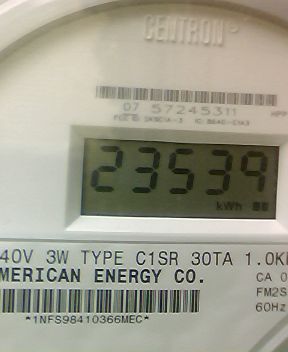 CENTRON
07 57245311
23539
kWh
40V 3W TYPE C1SR 30TA 1.0K
MERICAN ENERGY CO.
CA 0
FM2S
60Hz
*1NFS98410366MEC*